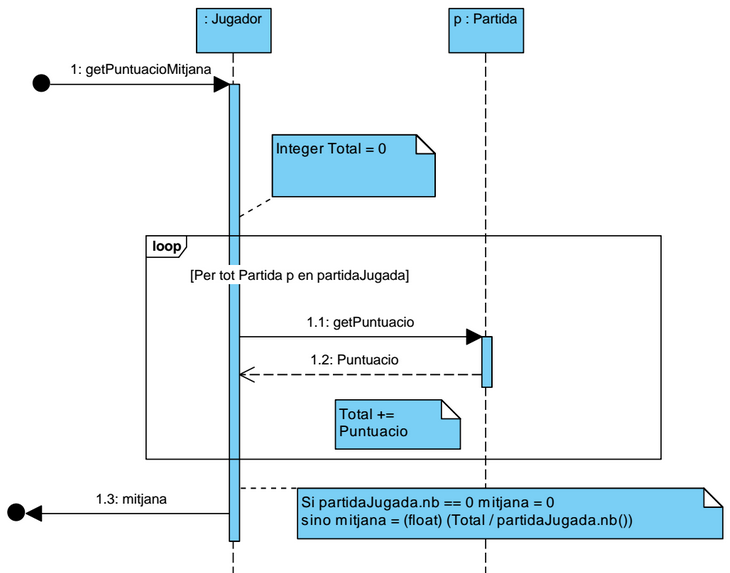 : Jugador
p : Partida
1: getPuntuacioMitjana
Integer Total = 0
loop
[Per tot Partida p en partidaJugada]
1.1: getPuntuacio
1.2: Puntuacio
Total +=
Puntuacio
1.3: mitjana
Si partidaJugada.nb == 0 mitjana = 0
sino mitjana = (float) (Total / partidaJugada.nb())